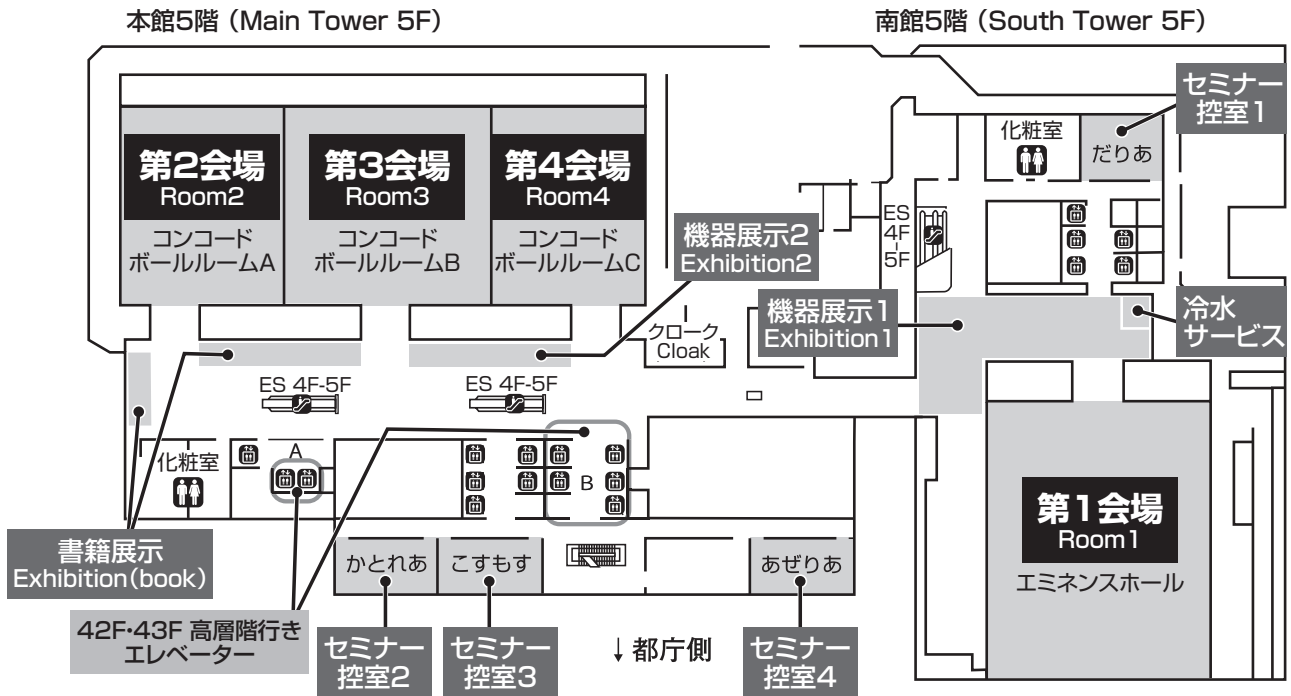 本館5階 (Main Tower 5F)
南館5階 (South Tower 5F)
第2会場
Room2
コンコード
ボールルームA
第3会場
Room3
コンコード
ボールルームB
第4会場
Room4
コンコード
ボールルームC
機器展示2
Exhibition2
クローク
Cloak
機器展示1
Exhibition1
ES
4F
-
5F
化粧室
だりあ
セミナー
控室1
冷水
サービス
ES 4F-5F
ES 4F-5F
化粧室
A
B
書籍展示
Exhibition(book)
42F・43F 高層階行き
エレベーター
かとれあ
こすもす
あぜりあ
セミナー
控室2
セミナー
控室3
↓都庁側
セミナー
控室4
第1会場
Room1
エミネンスホール